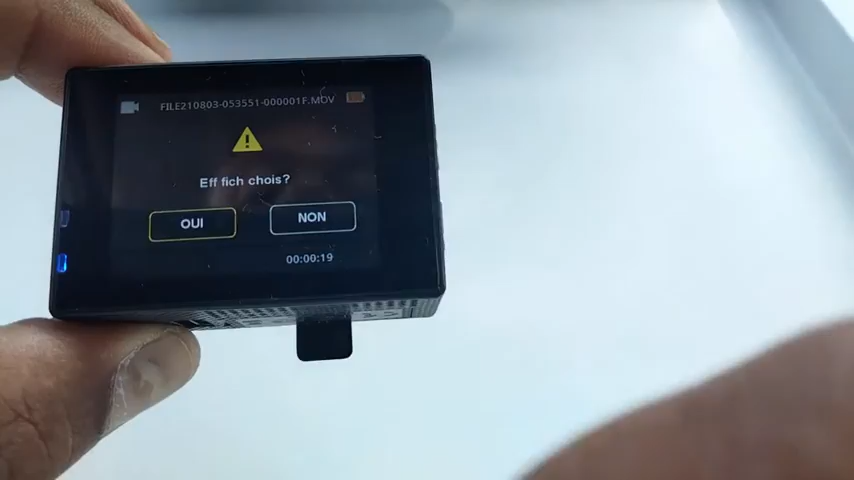 FILE210803-053551-000001F.MOV
Eff fich chois?
OUI NON
00:00:19